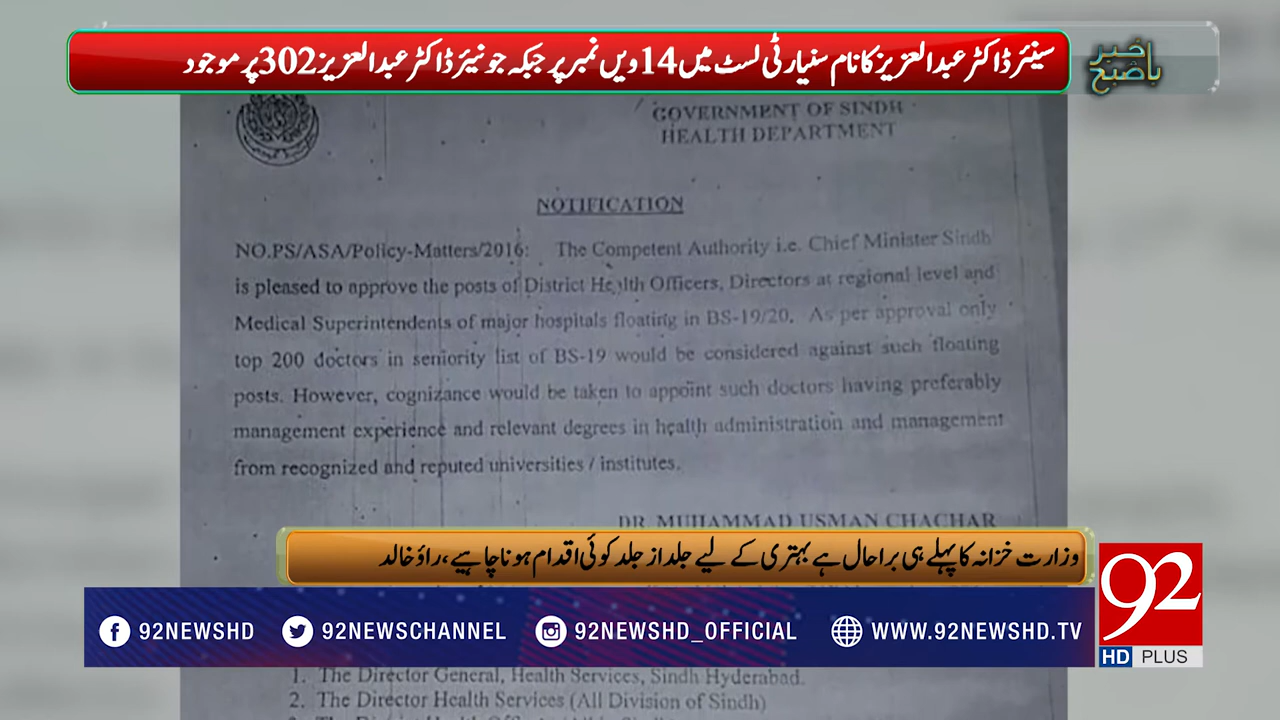 سینئر ڈاکٹر عبدالعزیز کا نام سنیارٹی لسٹ میں 14 ویں نمبر پر جبکہ جونیئر ڈاکٹر عبدالعزیز 302 پر موجود
خبر
باصبح
GOVERNMENT OF SINDH
HEALTH DEPARTMENT
NOTIFICATION
NO.PS/ASA/Policy-Matters/2016: The Competent Authority i.e. Chief Minister Sindh
is pleased to approve the posts of District Health Officers, Directors at regional level and
Medical Superintendents of major hospitals floating in BS-19/20. As per approval only
top 200 doctors in seniority list of BS-19 would be considered against such floating
posts. However, cognizance would be taken to appoint such doctors having preferably
management experience and relevant degrees in health administration and management
from recognized and reputed universities / institutes.
DR. MUHAMMAD USMAN CHACHAR
وزارت خزانہ کا پہلے ہی برا حال ہے بہتری کے لیے جلد از جلد کوئی اقدام ہونا چاہیے، راؤ خالد
92NEWSHD 92NEWSCHANNEL 92NEWSHD_OFFICIAL WWW.92NEWSHD.TV
92
HD PLUS
1. The Director General, Health Services, Sindh Hyderabad.
2. The Director Health Services (All Division of Sindh)